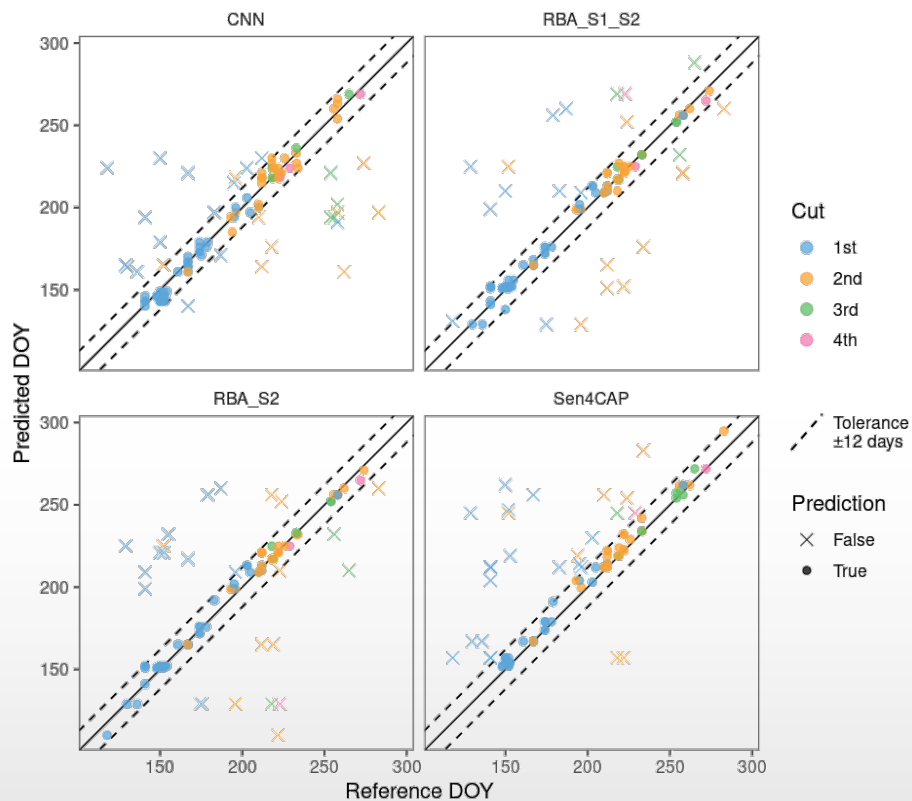 CNN
RBA_S1_S2
300
250
200
150
RBA_S2
Sen4CAP
300
250
200
150
150 200 250 300
150 200 250 300
Predicted DOY
Reference DOY
Cut
1st
2nd
3rd
4th
Tolerance
±12 days
Prediction
False
True